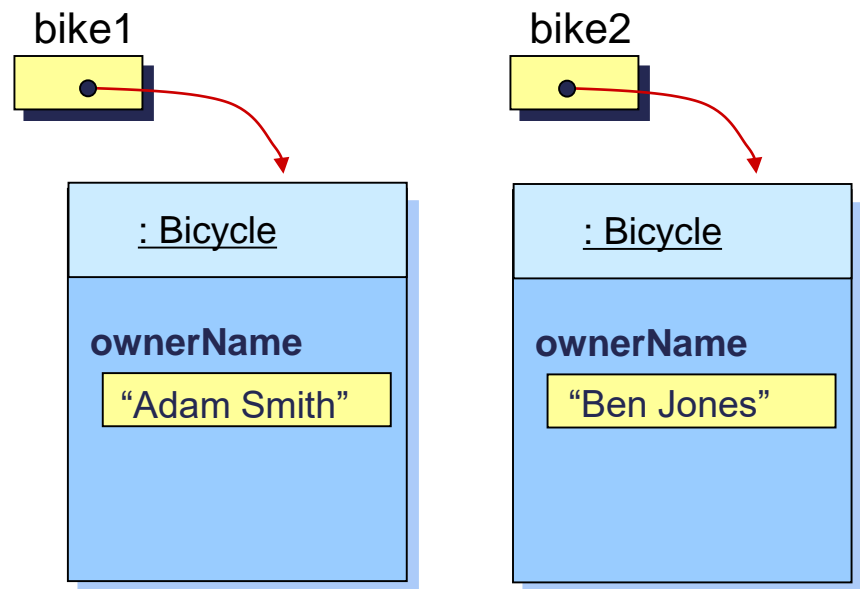 bike1
bike2
: Bicycle
: Bicycle
ownerName
ownerName
“Adam Smith”
“Ben Jones”